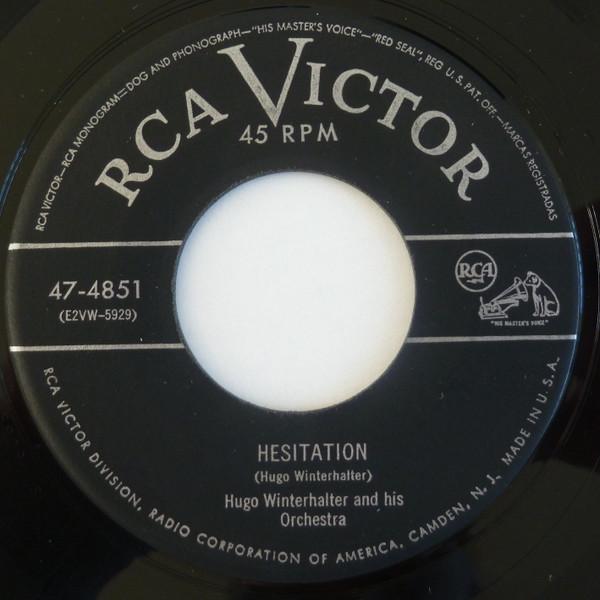 RCA VICTOR—RCA MONOGRAM—DOG AND PHONOGRAPH—"HIS MASTER'S VOICE"—"RED SEAL", REG U.S. PAT. OFF.—MARCAS REGISTRADAS
RCA VICTOR
45 RPM
RCA
47-4851
(E2VW-5929)
"HIS MASTER'S VOICE"
HESITATION
(Hugo Winterhalter)
Hugo Winterhalter and his
Orchestra
RCA VICTOR DIVISION, RADIO CORPORATION OF AMERICA, CAMDEN, N. J., MADE IN U.S.A.